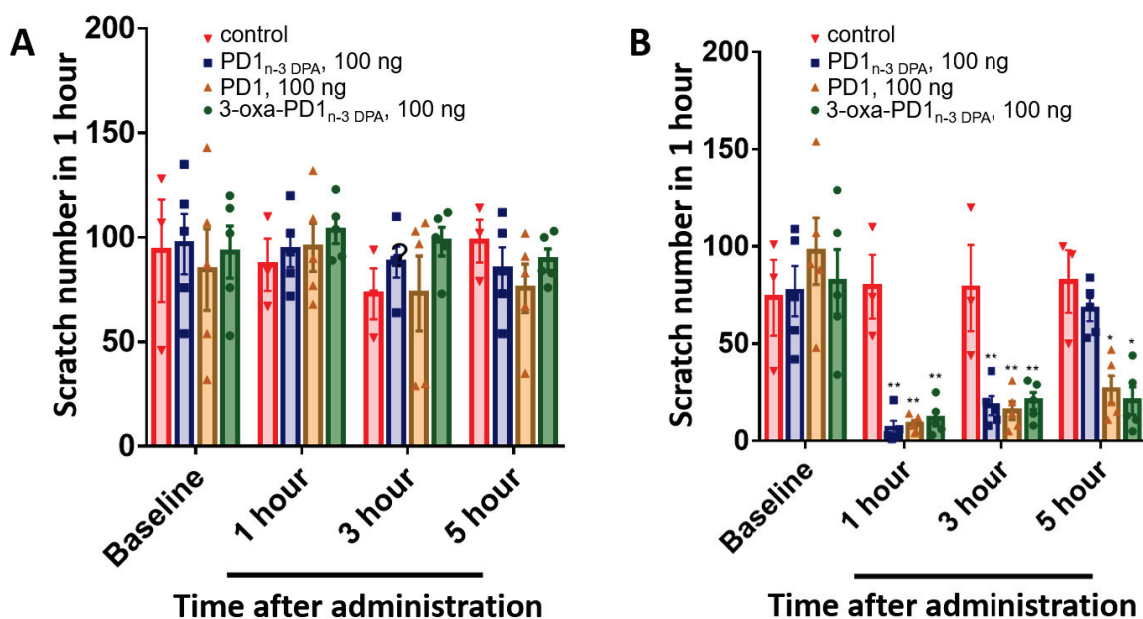 A
Scratch number in 1 hour
200
150
100
50
0
control
PD1n-3 DPA, 100 ng
PD1, 100 ng
3-oxa-PD1n-3 DPA, 100 ng
Baseline
1 hour
3 hour
5 hour
Time after administration
B
Scratch number in 1 hour
200
150
100
50
0
control
PD1n-3 DPA, 100 ng
PD1, 100 ng
3-oxa-PD1n-3 DPA, 100 ng
** ** **
** ** **
* *
Baseline
1 hour
3 hour
5 hour
Time after administration